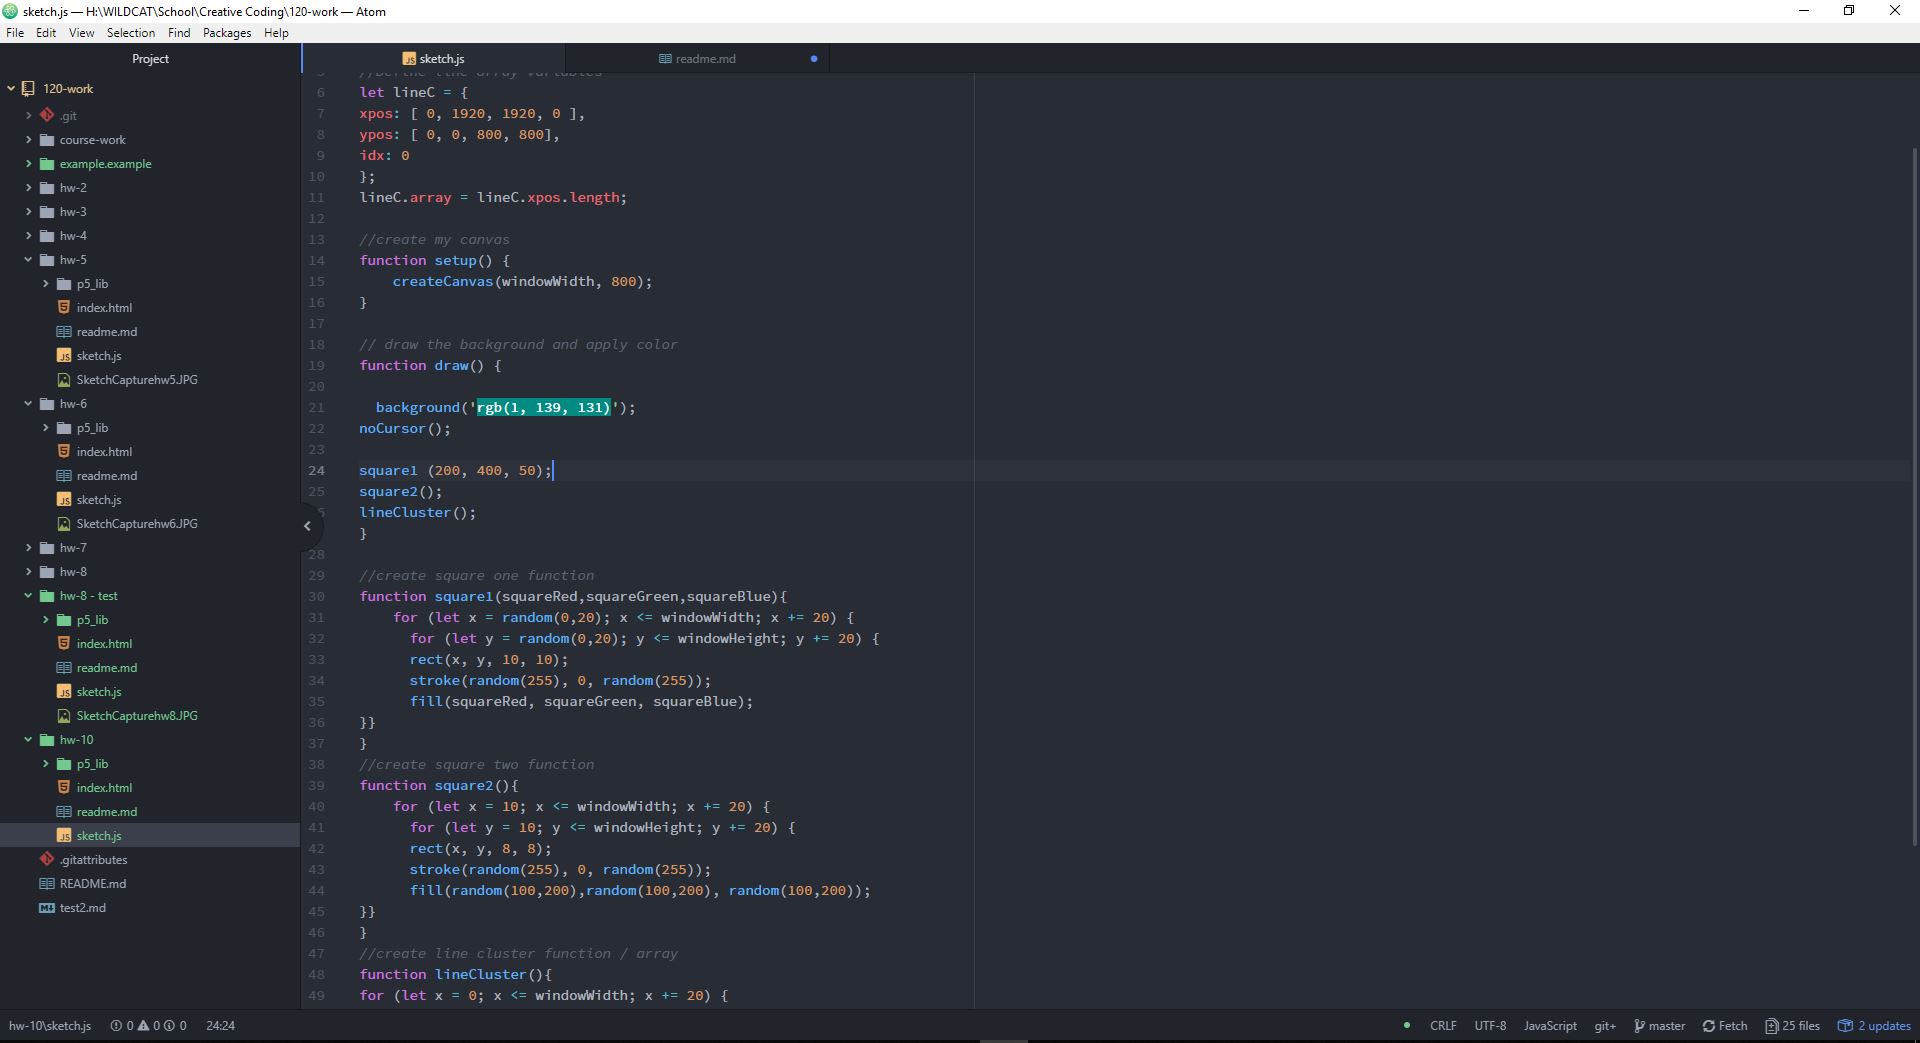 sketch.js — H:\WILDCAT\School\Creative Coding\120-work — Atom
File Edit View Selection Find Packages Help
Project
sketch.js
readme.md
120-work
.git
course-work
example.example
hw-2
hw-3
hw-4
hw-5
p5_lib
index.html
readme.md
sketch.js
SketchCapturehw5.JPG
hw-6
p5_lib
index.html
readme.md
sketch.js
SketchCapturehw6.JPG
hw-7
hw-8
hw-8 - test
p5_lib
index.html
readme.md
sketch.js
SketchCapturehw8.JPG
hw-10
p5_lib
index.html
readme.md
sketch.js
.gitattributes
README.md
test2.md
5 //Define line array variables
6 let lineC = {
7 xpos: [ 0, 1920, 1920, 0 ],
8 ypos: [ 0, 0, 800, 800],
9 idx: 0
10 };
11 lineC.array = lineC.xpos.length;
12
13 //create my canvas
14 function setup() {
15 createCanvas(windowWidth, 800);
16 }
17
18 // draw the background and apply color
19 function draw() {
20
21 background('rgb(1, 139, 131)');
22 noCursor();
23
24 square1 (200, 400, 50);
25 square2();
lineCluster();
}
28
29 //create square one function
30 function square1(squareRed,squareGreen,squareBlue){
31 for (let x = random(0,20); x <= windowWidth; x += 20) {
32 for (let y = random(0,20); y <= windowHeight; y += 20) {
33 rect(x, y, 10, 10);
34 stroke(random(255), 0, random(255));
35 fill(squareRed, squareGreen, squareBlue);
36 }}
37 }
38 //create square two function
39 function square2(){
40 for (let x = 10; x <= windowWidth; x += 20) {
41 for (let y = 10; y <= windowHeight; y += 20) {
42 rect(x, y, 8, 8);
43 stroke(random(255), 0, random(255));
44 fill(random(100,200),random(100,200), random(100,200));
45 }}
46 }
47 //create line cluster function / array
48 function lineCluster(){
49 for (let x = 0; x <= windowWidth; x += 20) {
hw-10\sketch.js 0 0 0 24:24
CRLF UTF-8 JavaScript git+ master Fetch 25 files 2 updates